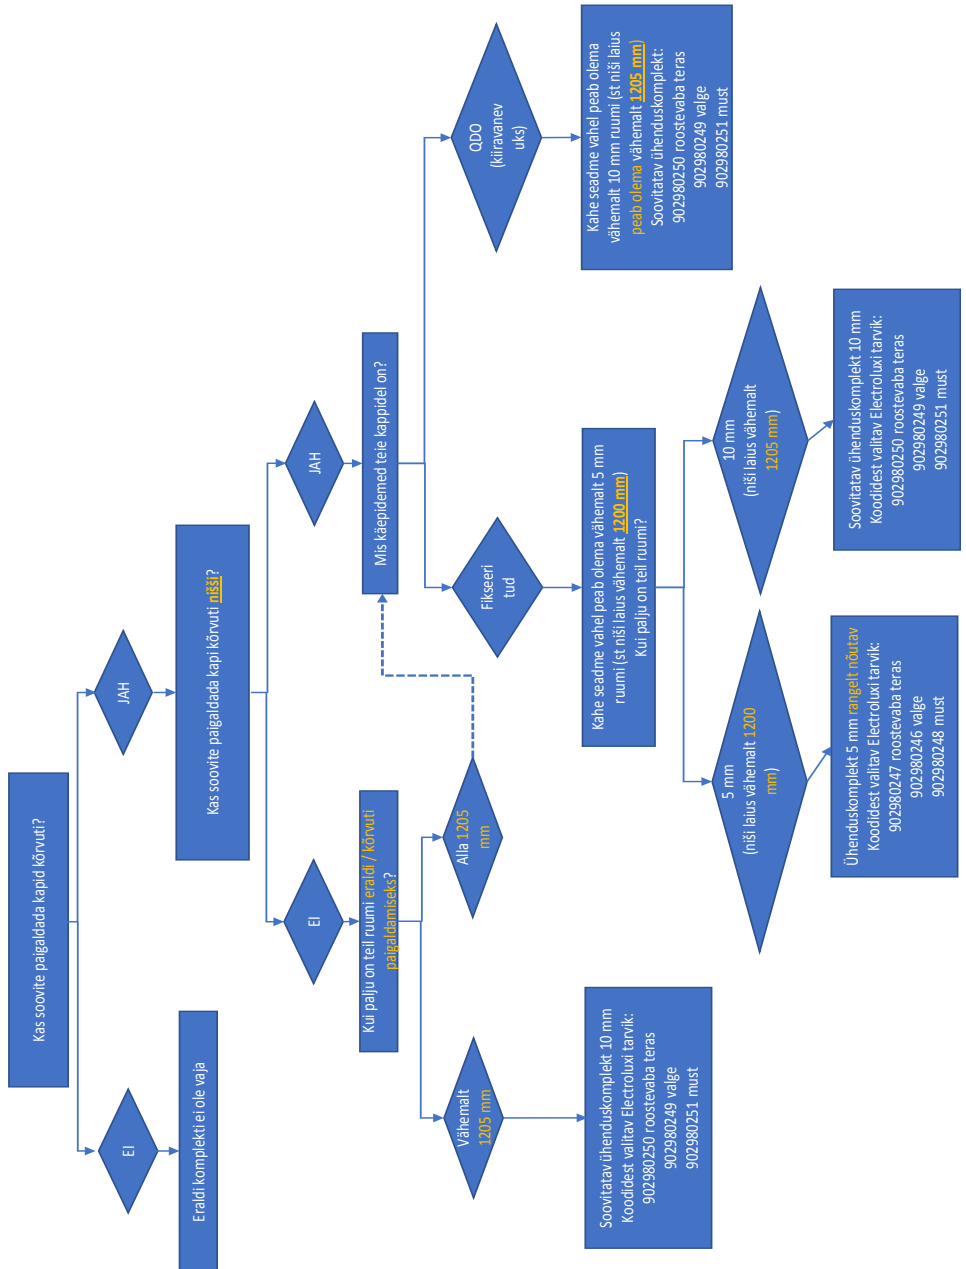 Kas soovite paigaldada kapid kõrvuti?
EI
JAH
Eraldi komplekti ei ole vaja
Kas soovite paigaldada kapi kõrvuti nišši?
EI
JAH
Kui palju on teil ruumi eraldi / kõrvuti
paigaldamiseks?
Mis käepidemed teie kappidel on?
Vähemalt
1205 mm
Alla 1205
mm
Fikseeri
tud
QDO
(kiiravanev
uks)
Soovitatav ühenduskomplekt 10 mm
Koodidest valitav Electroluxi tarvik:
902980250 roostevaba teras
902980249 valge
902980251 must
Kahe seadme vahel peab olema vähemalt 5 mm
ruumi (st niši laius vähemalt 1200 mm)
Kui palju on teil ruumi?
Kahe seadme vahel peab olema
vähemalt 10 mm ruumi (st niši laius
peab olema vähemalt 1205 mm)
Soovitatav ühenduskomplekt:
902980250 roostevaba teras
902980249 valge
902980251 must
5 mm
(niši laius vähemalt 1200
mm)
10 mm
(niši laius vähemalt
1205 mm)
Ühenduskomplekt 5 mm rangelt nõutav
Koodidest valitav Electroluxi tarvik:
902980247 roostevaba teras
902980246 valge
902980248 must
Soovitatav ühenduskomplekt 10 mm
Koodidest valitav Electroluxi tarvik:
902980250 roostevaba teras
902980249 valge
902980251 must